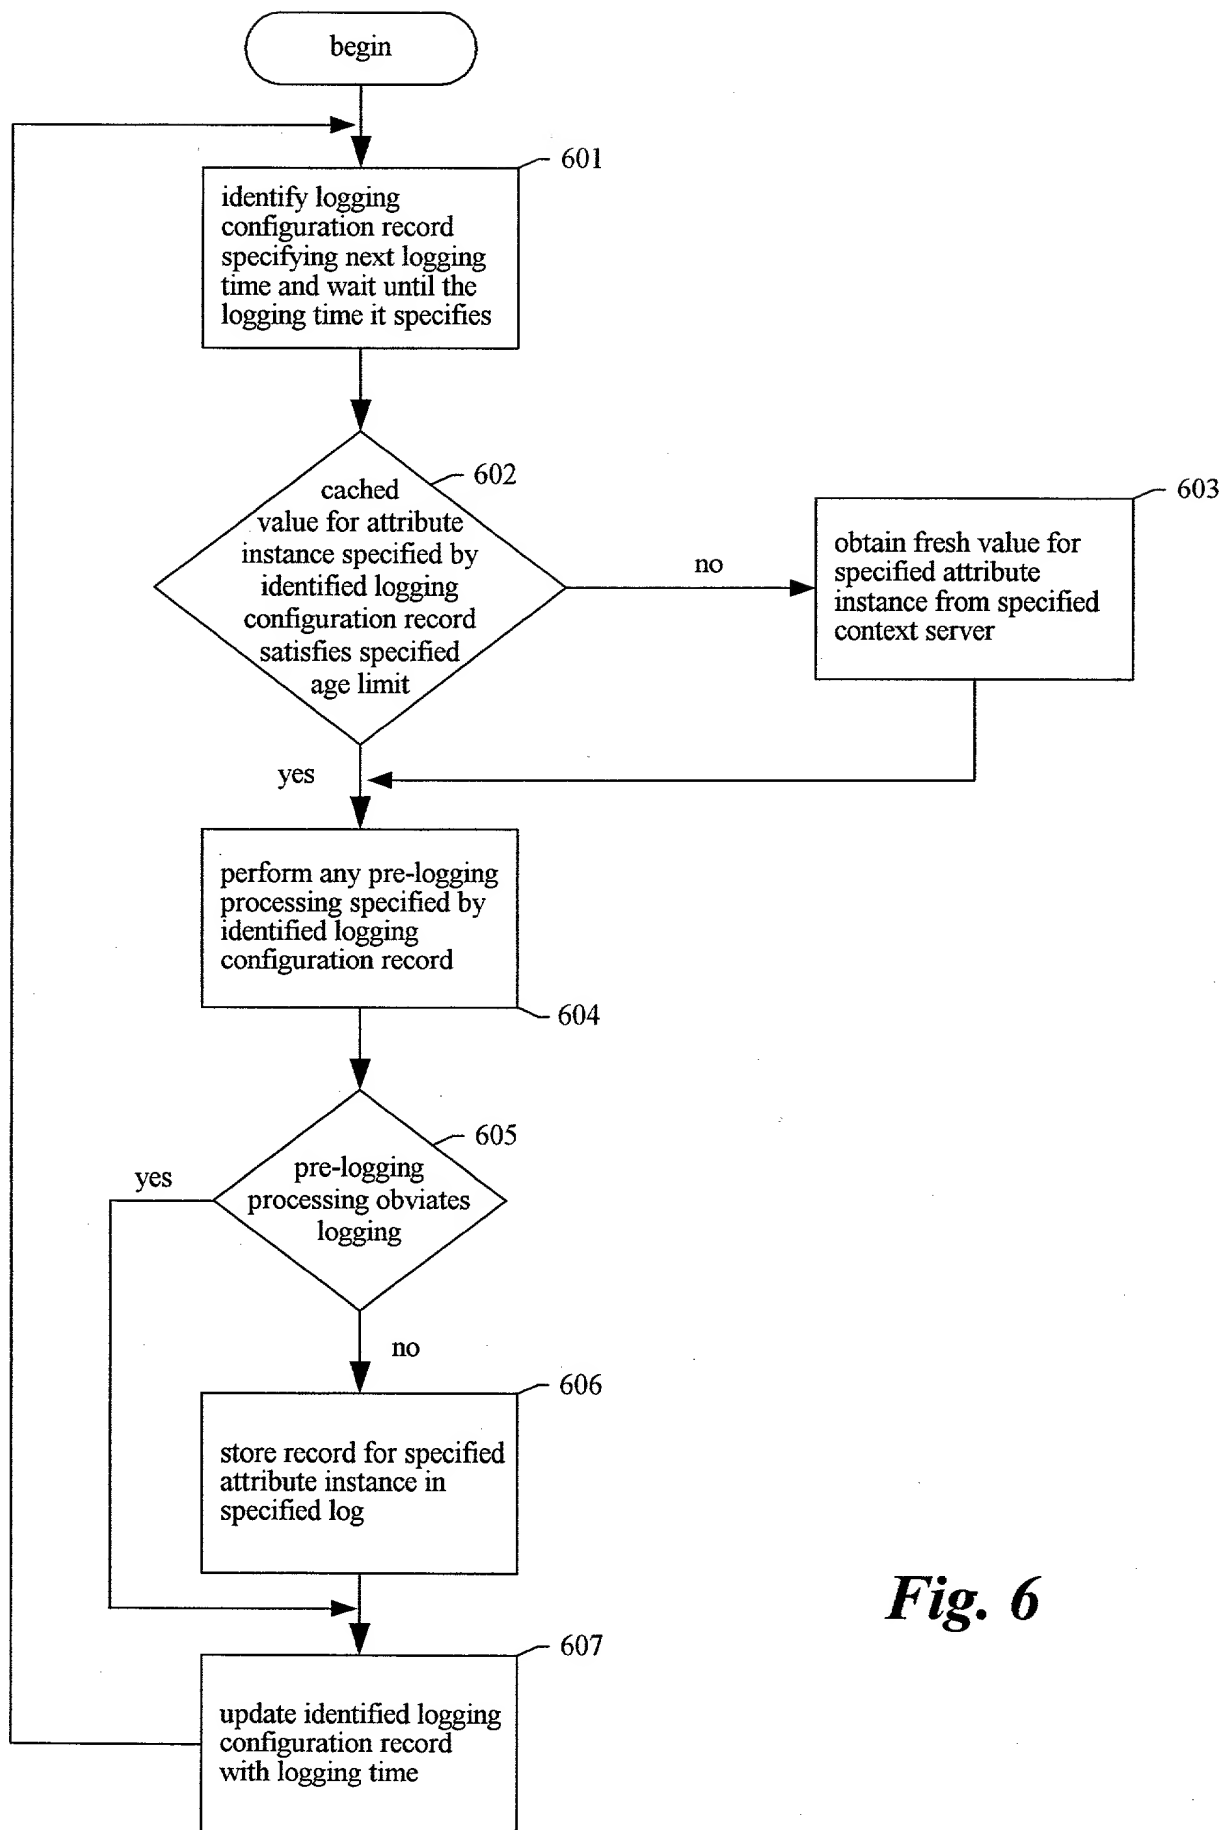 begin
601
identify logging
configuration record
specifying next logging
time and wait until the
logging time it specifies
602
cached
value for attribute
instance specified by
identified logging
configuration record
satisfies specified
age limit
no
603
obtain fresh value for
specified attribute
instance from specified
context server
yes
perform any pre-logging
processing specified by
identified logging
configuration record
604
605
pre-logging
processing obviates
logging
yes
no
606
store record for specified
attribute instance in
specified log
607
update identified logging
configuration record
with logging time
Fig. 6